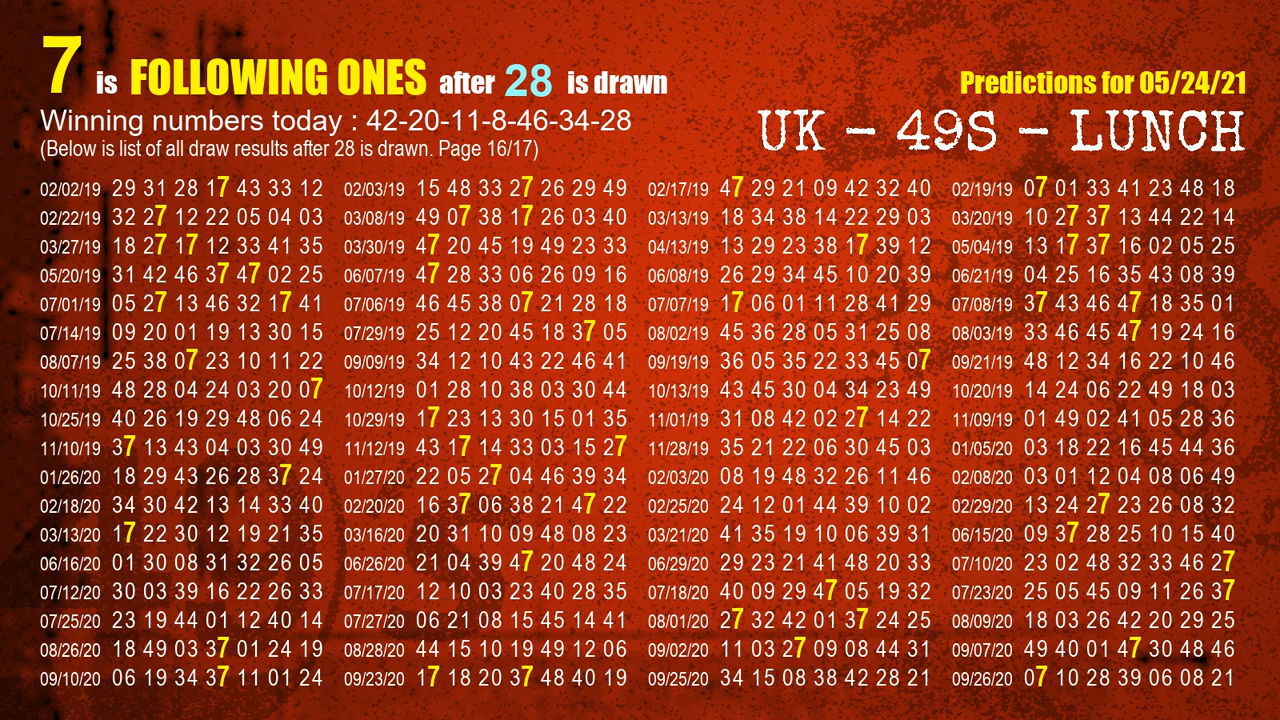 7 is FOLLOWING ONES after 28 is drawn Predictions for 05/24/21
Winning numbers today : 42-20-11-8-46-34-28 UK - 49S - LUNCH
(Below is list of all draw results after 28 is drawn. Page 16/17)
02/02/19 29 31 28 17 43 33 12 02/03/19 15 48 33 27 26 29 49 02/17/19 47 29 21 09 42 32 40 02/19/19 07 01 33 41 23 48 18
02/22/19 32 27 12 22 05 04 03 03/08/19 49 07 38 17 26 03 40 03/13/19 18 34 38 14 22 29 03 03/20/19 10 27 37 13 44 22 14
03/27/19 18 27 17 12 33 41 35 03/30/19 47 20 45 19 49 23 33 04/13/19 13 29 23 38 17 39 12 05/04/19 13 17 37 16 02 05 25
05/20/19 31 42 46 37 47 02 25 06/07/19 47 28 33 06 26 09 16 06/08/19 26 29 34 45 10 20 39 06/21/19 04 25 16 35 43 08 39
07/01/19 05 27 13 46 32 17 41 07/06/19 46 45 38 07 21 28 18 07/07/19 17 06 01 11 28 41 29 07/08/19 37 43 46 47 18 35 01
07/14/19 09 20 01 19 13 30 15 07/29/19 25 12 20 45 18 37 05 08/02/19 45 36 28 05 31 25 08 08/03/19 33 46 45 47 19 24 16
08/07/19 25 38 07 23 10 11 22 09/09/19 34 12 10 43 22 46 41 09/19/19 36 05 35 22 33 45 07 09/21/19 48 12 34 16 22 10 46
10/11/19 48 28 04 24 03 20 07 10/12/19 01 28 10 38 03 30 44 10/13/19 43 45 30 04 34 23 49 10/20/19 14 24 06 22 49 18 03
10/25/19 40 26 19 29 48 06 24 10/29/19 17 23 13 30 15 01 35 11/01/19 31 08 42 02 27 14 22 11/09/19 01 49 02 41 05 28 36
11/10/19 37 13 43 04 03 30 49 11/12/19 43 17 14 33 03 15 27 11/28/19 35 21 22 06 30 45 03 01/05/20 03 18 22 16 45 44 36
01/26/20 18 29 43 26 28 37 24 01/27/20 22 05 27 04 46 39 34 02/03/20 08 19 48 32 26 11 46 02/08/20 03 01 12 04 08 06 49
02/18/20 34 30 42 13 14 33 40 02/20/20 16 37 06 38 21 47 22 02/25/20 24 12 01 44 39 10 02 02/29/20 13 24 27 23 26 08 32
03/13/20 17 22 30 12 19 21 35 03/16/20 20 31 10 09 48 08 23 03/21/20 41 35 19 10 06 39 31 06/15/20 09 37 28 25 10 15 40
06/16/20 01 30 08 31 32 26 05 06/26/20 21 04 39 47 20 48 24 06/29/20 29 23 21 41 48 20 33 07/10/20 23 02 48 32 33 46 27
07/12/20 30 03 39 16 22 26 33 07/17/20 12 10 03 23 40 28 35 07/18/20 40 09 29 47 05 19 32 07/23/20 25 05 45 09 11 26 37
07/25/20 23 19 44 01 12 40 14 07/27/20 06 21 08 15 45 14 41 08/01/20 27 32 42 01 37 24 25 08/09/20 18 03 26 42 20 29 25
08/26/20 18 49 03 37 01 24 19 08/28/20 44 15 10 19 49 12 06 09/02/20 11 03 27 09 08 44 31 09/07/20 49 40 01 47 30 48 46
09/10/20 06 19 34 37 11 01 24 09/23/20 17 18 20 37 48 40 19 09/25/20 34 15 08 38 42 28 21 09/26/20 07 10 28 39 06 08 21